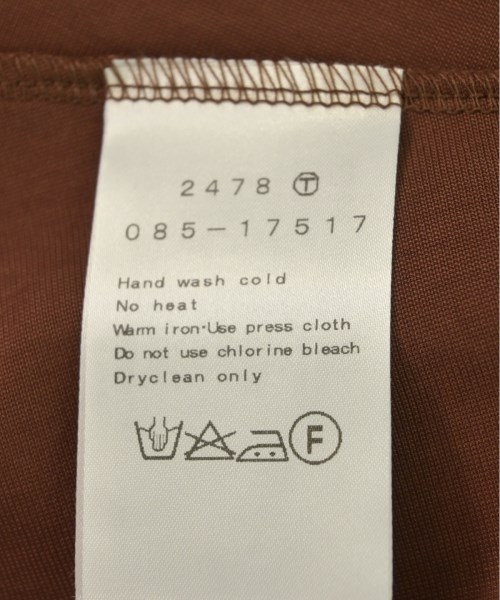 2478 Ⓣ
085-17517
Hand wash cold
No heat
Warm iron·Use press cloth
Do not use chlorine bleach
Dryclean only
F